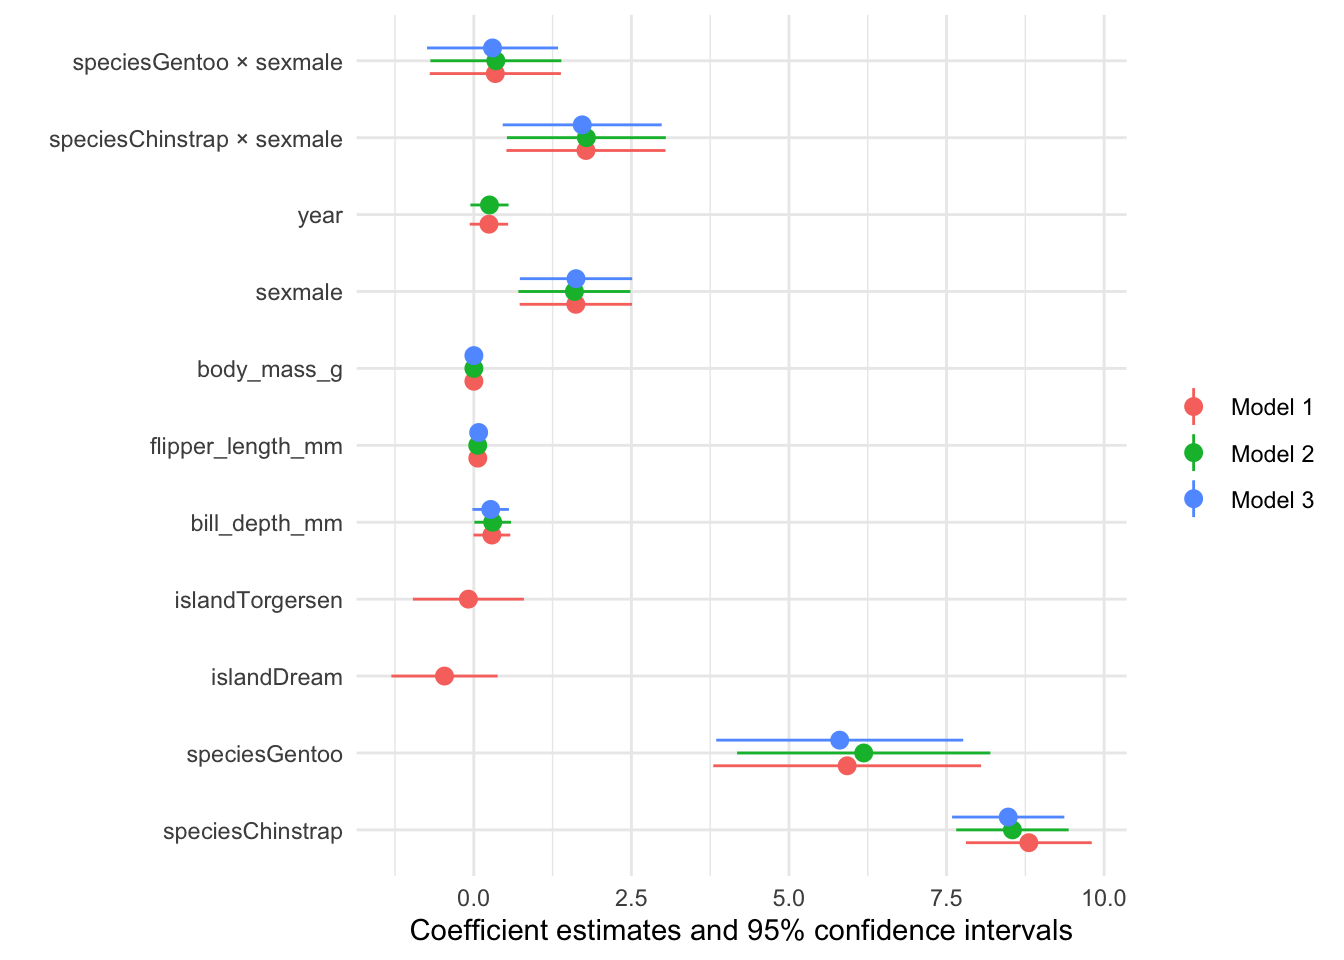 speciesGentoo × sexmale
speciesChinstrap × sexmale
year
sexmale
body_mass_g
flipper_length_mm
bill_depth_mm
islandTorgersen
islandDream
speciesGentoo
speciesChinstrap
0.0 2.5 5.0 7.5 10.0
Coefficient estimates and 95% confidence intervals
Model 1
Model 2
Model 3